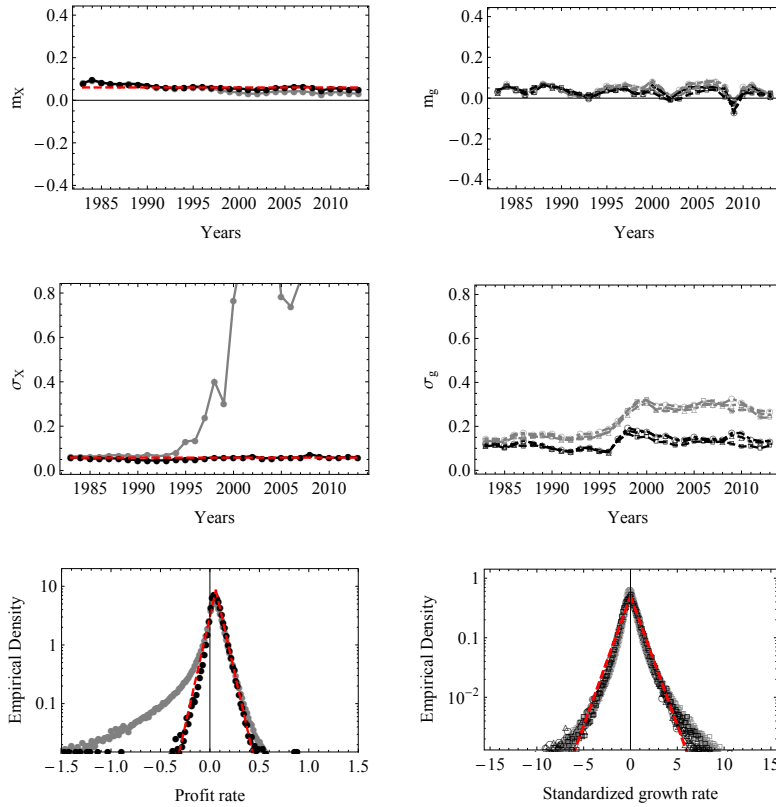 0.4
0.2
0.0
−0.2
−0.4
m_X
1985 1990 1995 2000 2005 2010
Years
0.4
0.2
0.0
−0.2
−0.4
m_g
1985 1990 1995 2000 2005 2010
Years
0.8
0.6
0.4
0.2
0.0
σ_X
1985 1990 1995 2000 2005 2010
Years
0.8
0.6
0.4
0.2
0.0
σ_g
1985 1990 1995 2000 2005 2010
Years
10
1
0.1
Empirical Density
−1.5 −1.0 −0.5 0.0 0.5 1.0 1.5
Profit rate
1
0.1
10⁻²
Empirical Density
−15 −10 −5 0 5 10 15
Standardized growth rate